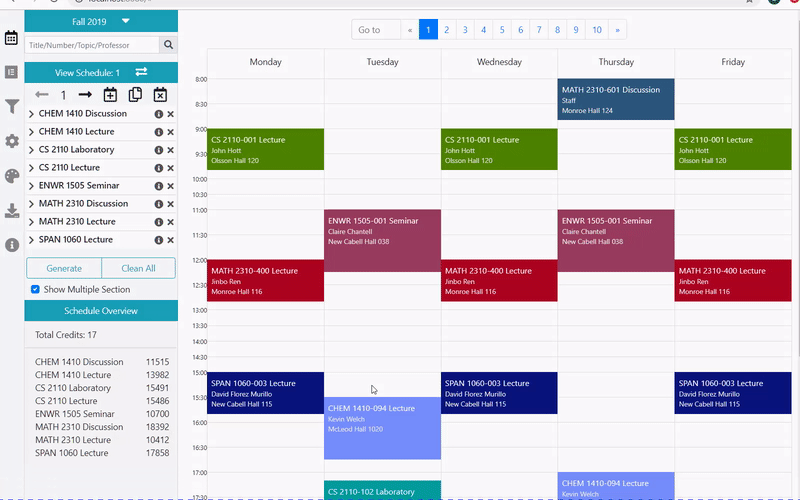 Fall 2019
Title/Number/Topic/Professor
View Schedule: 1
1
CHEM 1410 Discussion
CHEM 1410 Lecture
CS 2110 Laboratory
CS 2110 Lecture
ENWR 1505 Seminar
MATH 2310 Discussion
MATH 2310 Lecture
SPAN 1060 Lecture
Generate
Clean All
Show Multiple Section
Schedule Overview
Total Credits: 17
CHEM 1410 Discussion 11515
CHEM 1410 Lecture 13982
CS 2110 Laboratory 15491
CS 2110 Lecture 15486
ENWR 1505 Seminar 10700
MATH 2310 Discussion 18392
MATH 2310 Lecture 10412
SPAN 1060 Lecture 17858
Go to « 1 2 3 4 5 6 7 8 9 10 »
Monday Tuesday Wednesday Thursday Friday
8:00
MATH 2310-601 Discussion
Staff
Monroe Hall 124
8:30
9:00
CS 2110-001 Lecture
John Hott
Olsson Hall 120
CS 2110-001 Lecture
John Hott
Olsson Hall 120
CS 2110-001 Lecture
John Hott
Olsson Hall 120
9:30
10:00
10:30
11:00
ENWR 1505-001 Seminar
Claire Chantell
New Cabell Hall 038
ENWR 1505-001 Seminar
Claire Chantell
New Cabell Hall 038
11:30
12:00
MATH 2310-400 Lecture
Jinbo Ren
Monroe Hall 116
MATH 2310-400 Lecture
Jinbo Ren
Monroe Hall 116
MATH 2310-400 Lecture
Jinbo Ren
Monroe Hall 116
12:30
13:00
13:30
14:00
14:30
15:00
SPAN 1060-003 Lecture
David Florez Murillo
New Cabell Hall 115
SPAN 1060-003 Lecture
David Florez Murillo
New Cabell Hall 115
SPAN 1060-003 Lecture
David Florez Murillo
New Cabell Hall 115
15:30
CHEM 1410-094 Lecture
Kevin Welch
McLeod Hall 1020
16:00
16:30
17:00
CHEM 1410-094 Lecture
Kevin Welch
CS 2110-102 Laboratory
17:30